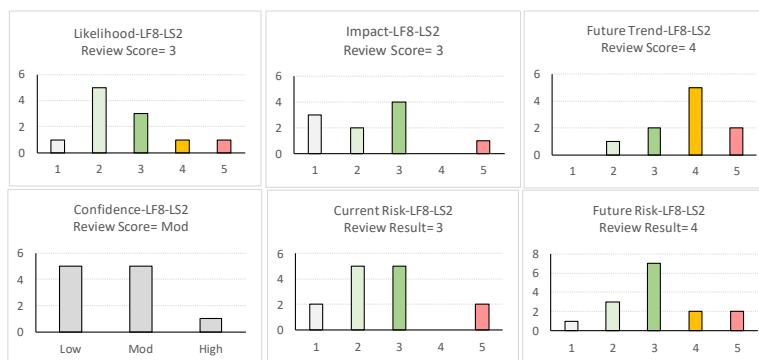 Likelihood-LF8-LS2
Review Score= 3
6
4
2
0
1 2 3 4 5
Impact-LF8-LS2
Review Score= 3
6
4
2
0
1 2 3 4 5
Future Trend-LF8-LS2
Review Score= 4
6
4
2
0
1 2 3 4 5
Confidence-LF8-LS2
Review Score= Mod
6
4
2
0
Low Mod High
Current Risk-LF8-LS2
Review Result= 3
6
4
2
0
1 2 3 4 5
Future Risk-LF8-LS2
Review Result= 4
8
6
4
2
0
1 2 3 4 5